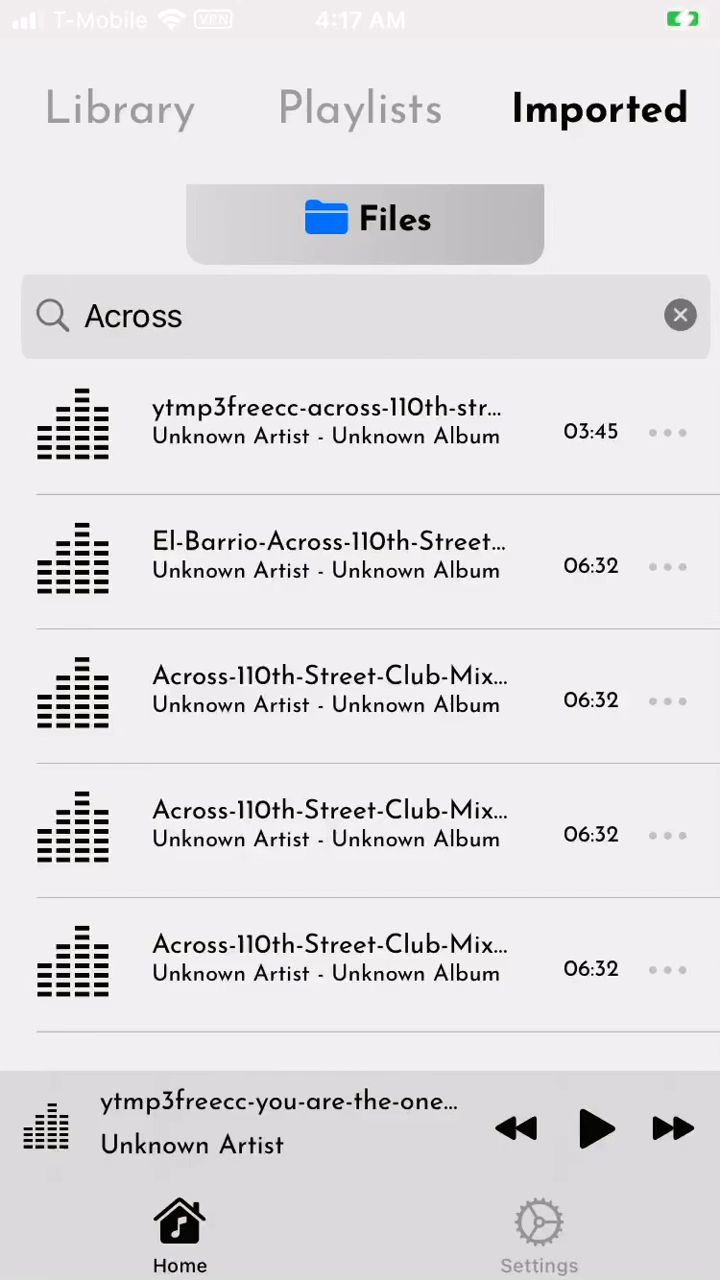 T-Mobile VPN 4:17 AM
Library Playlists Imported
Files
Across
ytmp3freecc-across-110th-str...
Unknown Artist - Unknown Album
03:45
El-Barrio-Across-110th-Street...
Unknown Artist - Unknown Album
06:32
Across-110th-Street-Club-Mix...
Unknown Artist - Unknown Album
06:32
Across-110th-Street-Club-Mix...
Unknown Artist - Unknown Album
06:32
Across-110th-Street-Club-Mix...
Unknown Artist - Unknown Album
06:32
ytmp3freecc-you-are-the-one...
Unknown Artist
Home Settings